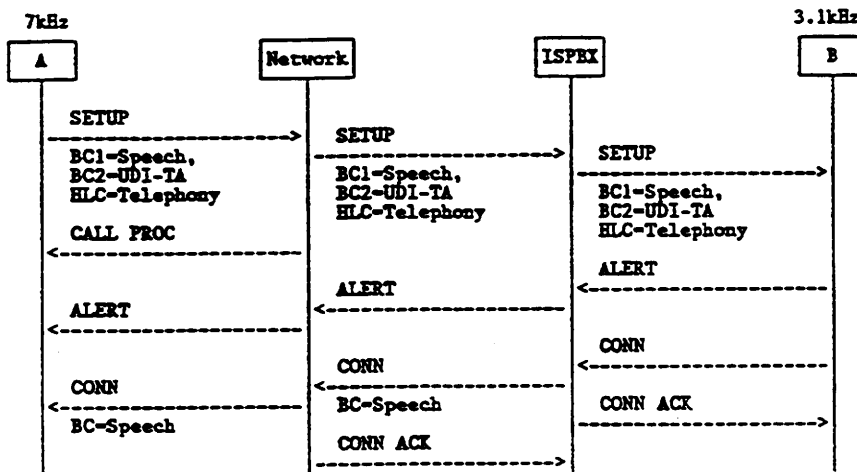 7kHz
3.1kHz
A
Network
ISPBX
B
SETUP
BC1=Speech,
BC2=UDI-TA
HLC=Telephony
SETUP
BC1=Speech,
BC2=UDI-TA
HLC=Telephony
SETUP
BC1=Speech,
BC2=UDI-TA
HLC=Telephony
CALL PROC
ALERT
ALERT
ALERT
CONN
CONN
BC=Speech
CONN
BC=Speech
CONN ACK
CONN ACK